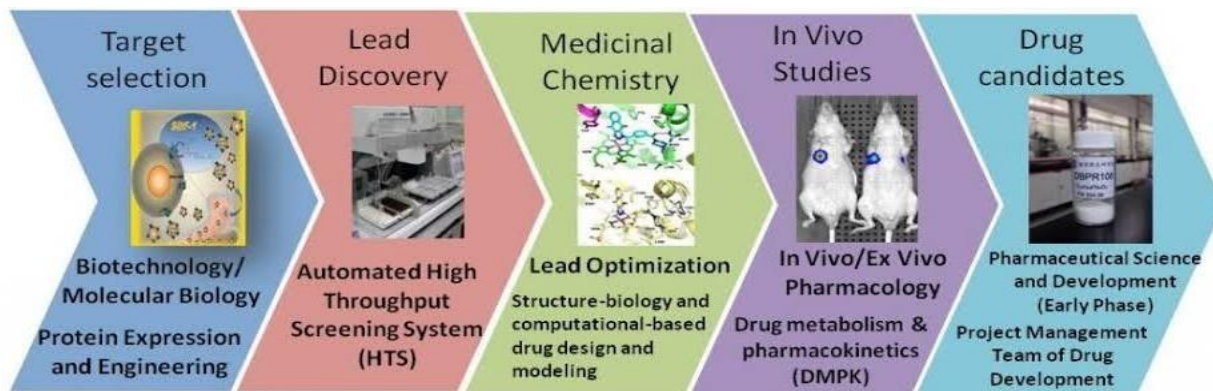 Target
selection
Biotechnology/
Molecular Biology
Protein Expression
and Engineering
Lead
Discovery
Automated High
Throughput
Screening System
(HTS)
Medicinal
Chemistry
Lead Optimization
Structure-biology and
computational-based
drug design and
modeling
In Vivo
Studies
In Vivo/Ex Vivo
Pharmacology
Drug metabolism &
pharmacokinetics
(DMPK)
Drug
candidates
DBPR108
Pharmaceutical Science
and Development
(Early Phase)
Project Management
Team of Drug
Development